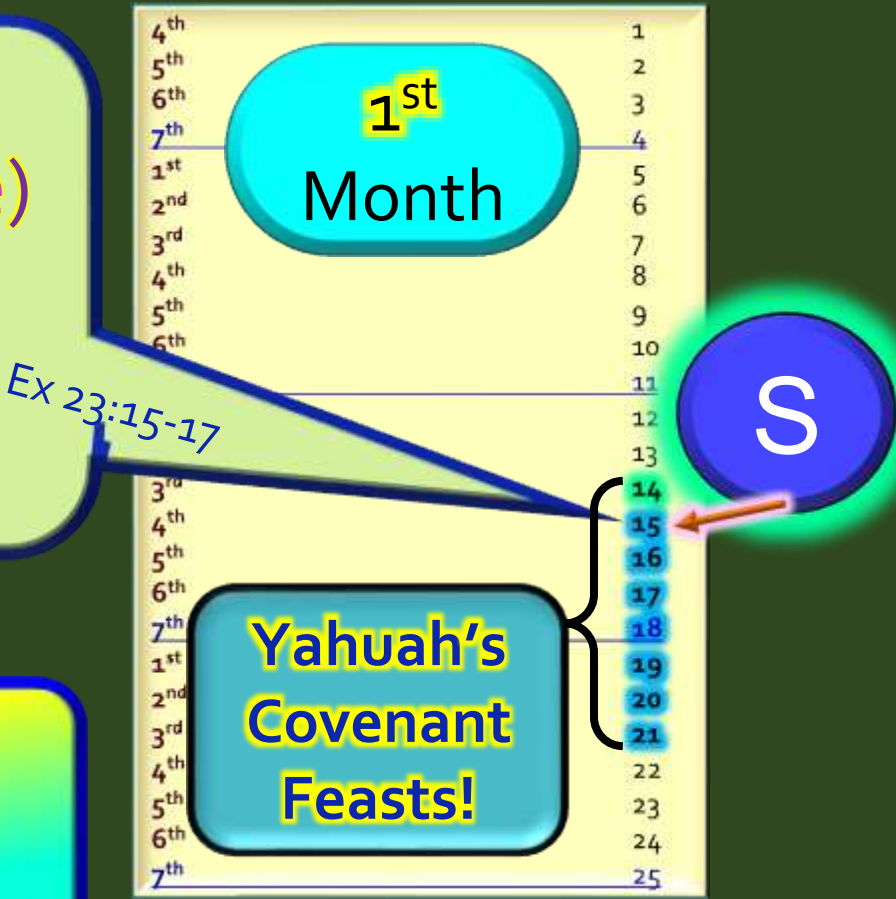 4th 1
5th 2
6th 3
7th 4
1st 5
2nd 6
3rd 7
4th 8
5th 9
6th 10
11
12
13
3rd 14
4th 15
5th 16
6th 17
7th 18
1st 19
2nd 20
3rd 21
4th 22
5th 23
6th 24
7th 25
1st
Month
)
Ex 23:15-17
S
Yahuah's
Covenant
Feasts!